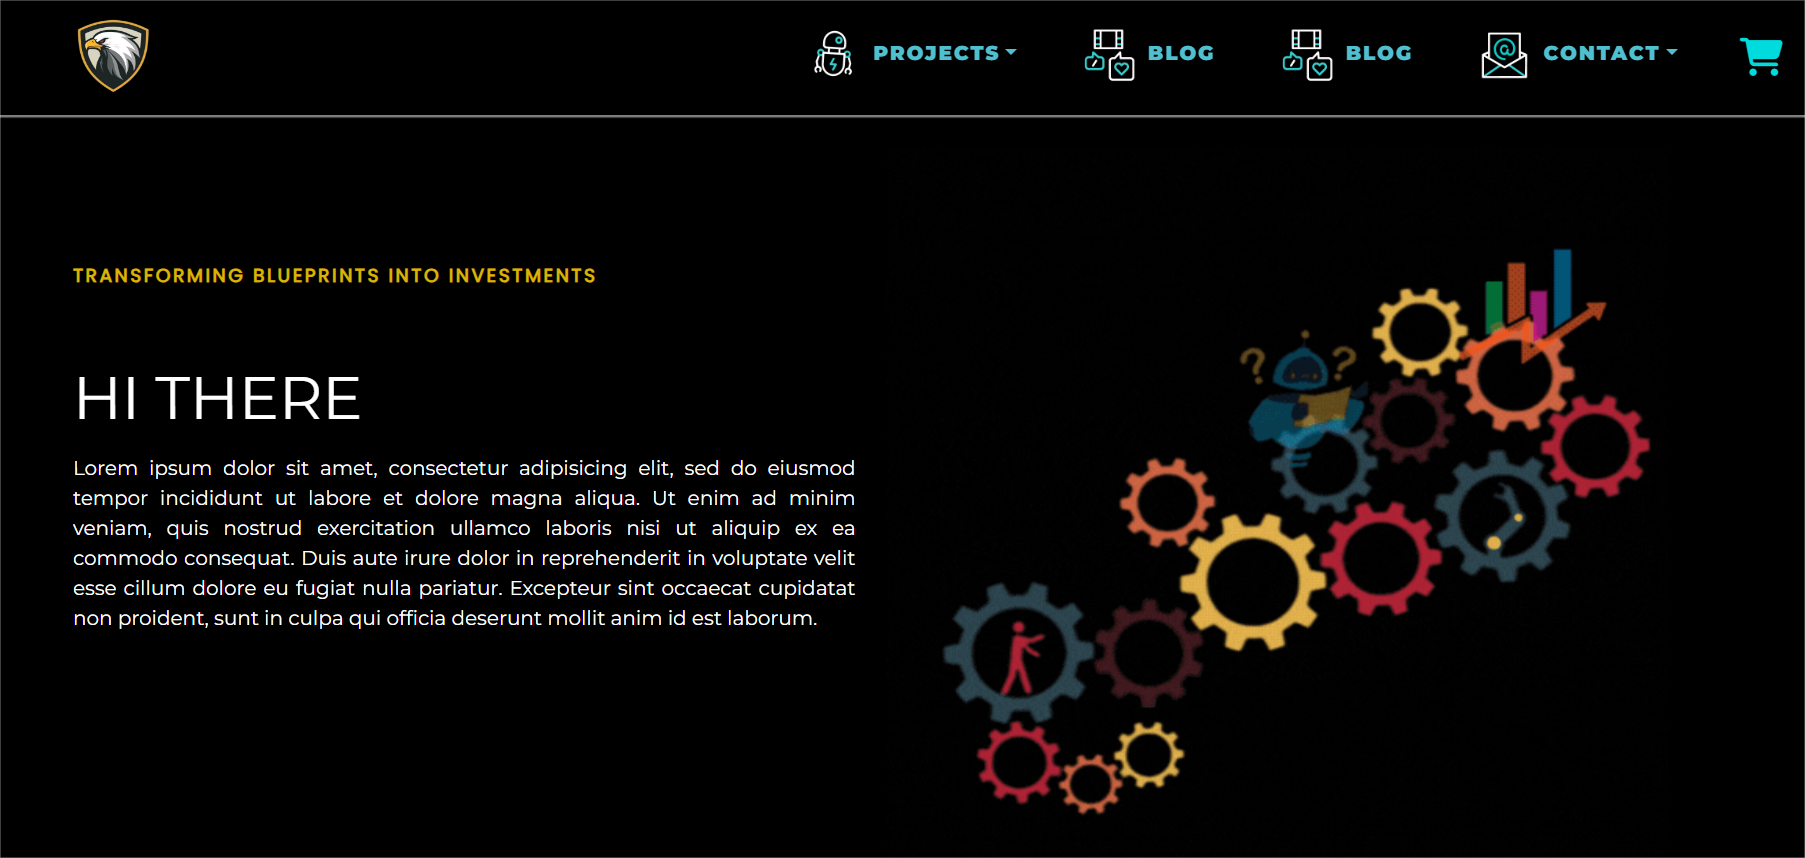 PROJECTS
BLOG
BLOG
CONTACT
TRANSFORMING BLUEPRINTS INTO INVESTMENTS
HI THERE
Lorem ipsum dolor sit amet, consectetur adipisicing elit, sed do eiusmod
tempor incididunt ut labore et dolore magna aliqua. Ut enim ad minim
veniam, quis nostrud exercitation ullamco laboris nisi ut aliquip ex ea
commodo consequat. Duis aute irure dolor in reprehenderit in voluptate velit
esse cillum dolore eu fugiat nulla pariatur. Excepteur sint occaecat cupidatat
non proident, sunt in culpa qui officia deserunt mollit anim id est laborum.
? ?